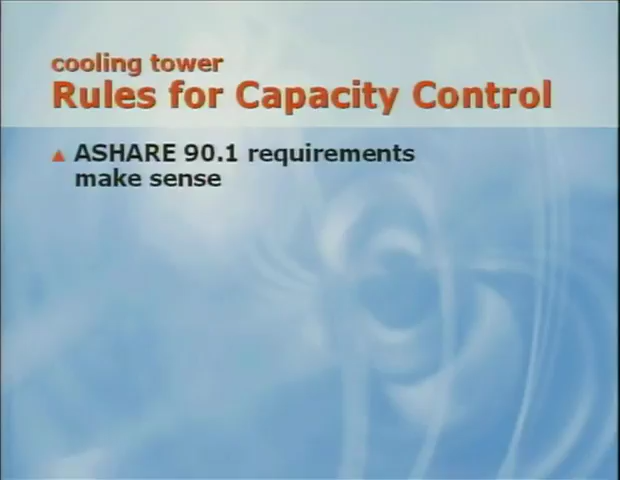 cooling tower
Rules for Capacity Control
▲ ASHARE 90.1 requirements
make sense